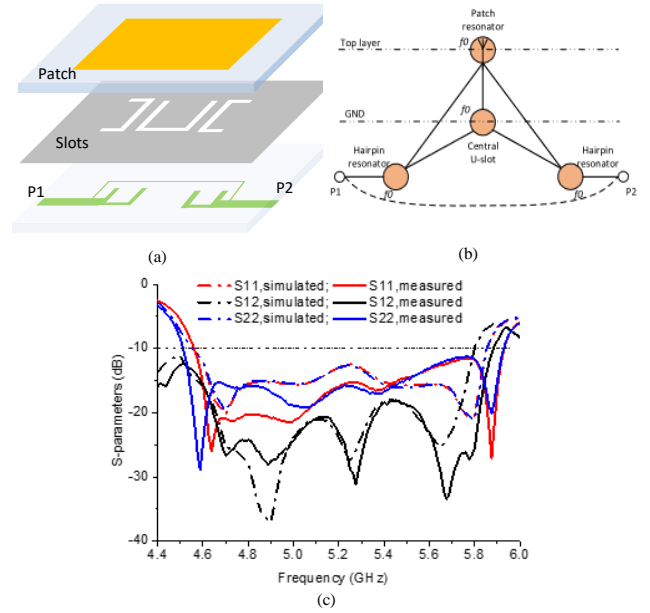 Patch
Slots
P1
P2
(a)
Patch
resonator
Top layer
f0
GND
f0
Central
U-slot
Hairpin
resonator
Hairpin
resonator
P1
f0
f0
P2
(b)
S11,simulated; S11,measured
S12,simulated; S12,measured
S22,simulated; S22,measured
0
-10
-20
-30
-40
S-parameters (dB)
4.4 4.6 4.8 5.0 5.2 5.4 5.6 5.8 6.0
Frequency (GHz)
(c)